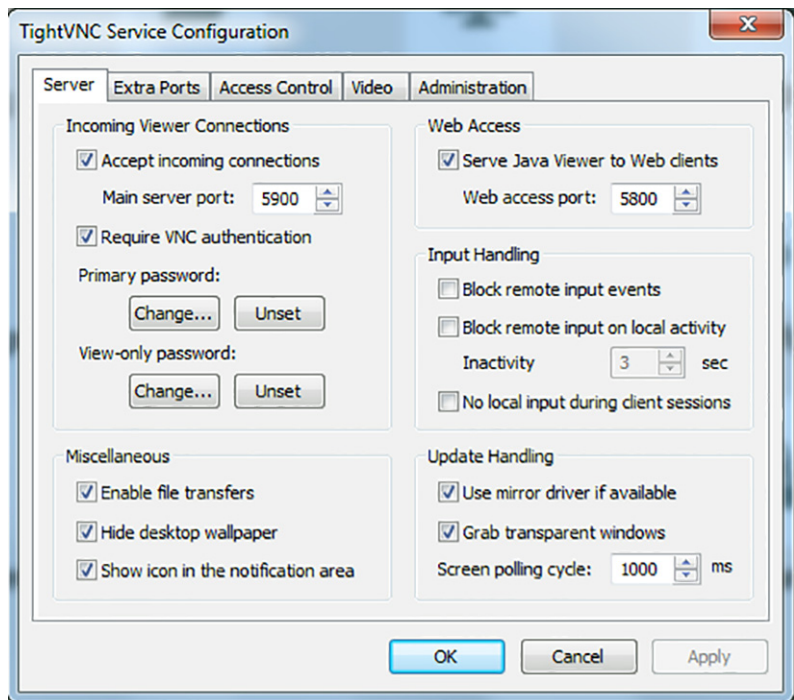 TightVNC Service Configuration
Server Extra Ports Access Control Video Administration
Incoming Viewer Connections
Accept incoming connections
Main server port: 5900
Require VNC authentication
Primary password:
Change... Unset
View-only password:
Change... Unset
Web Access
Serve Java Viewer to Web clients
Web access port: 5800
Input Handling
Block remote input events
Block remote input on local activity
Inactivity 3 sec
No local input during client sessions
Miscellaneous
Enable file transfers
Hide desktop wallpaper
Show icon in the notification area
Update Handling
Use mirror driver if available
Grab transparent windows
Screen polling cycle: 1000 ms
OK Cancel Apply